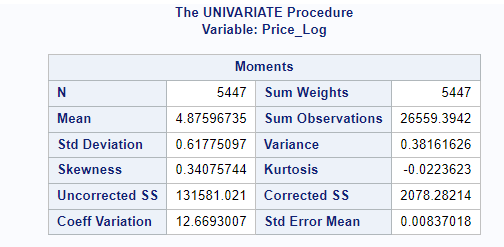 The UNIVARIATE Procedure
Variable: Price_Log
Moments
N 5447 Sum Weights 5447
Mean 4.87596735 Sum Observations 26559.3942
Std Deviation 0.61775097 Variance 0.38161626
Skewness 0.34075744 Kurtosis -0.0223623
Uncorrected SS 131581.021 Corrected SS 2078.28214
Coeff Variation 12.6693007 Std Error Mean 0.00837018